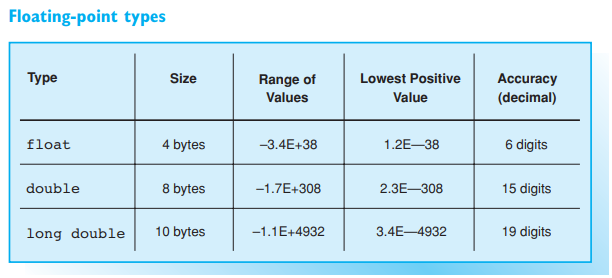 Floating-point types
Type Size Range of Values Lowest Positive Value Accuracy (decimal)
float 4 bytes –3.4E+38 1.2E—38 6 digits
double 8 bytes –1.7E+308 2.3E—308 15 digits
long double 10 bytes –1.1E+4932 3.4E—4932 19 digits